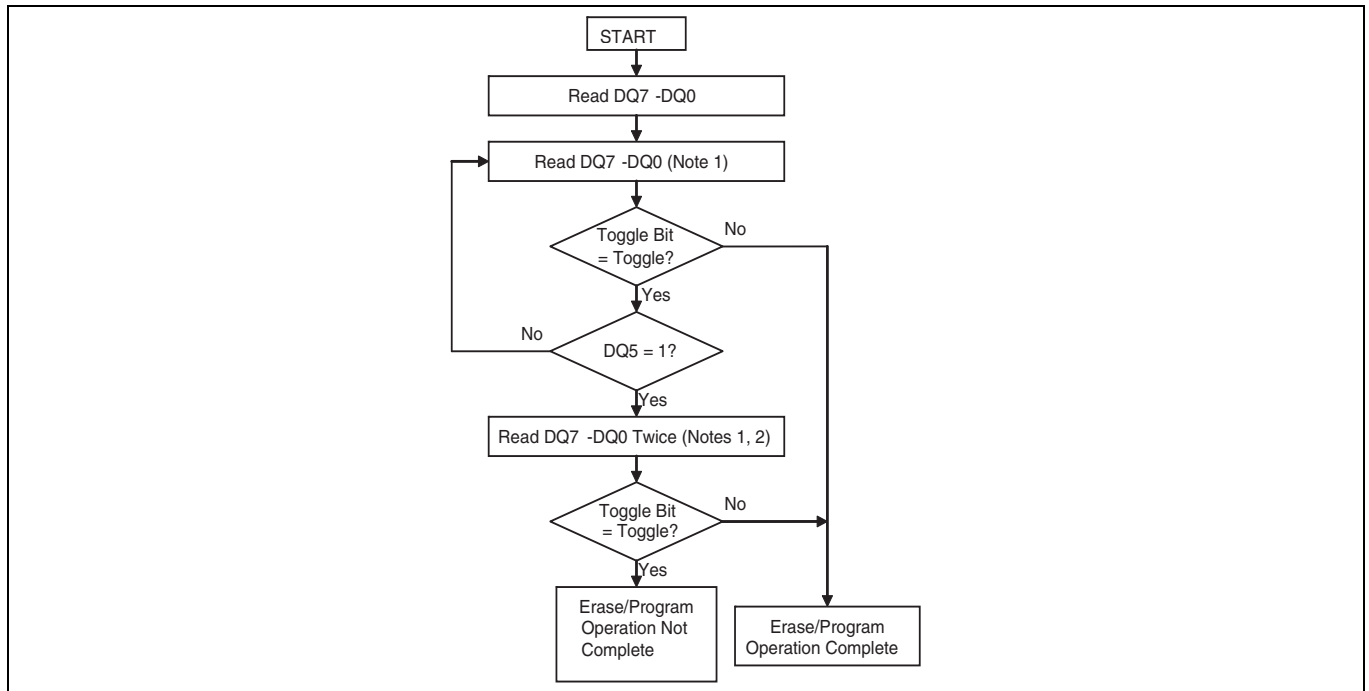 START
Read DQ7 -DQ0
Read DQ7 -DQ0 (Note 1)
Toggle Bit
= Toggle?
No
Yes
No
DQ5 = 1?
Yes
Read DQ7 -DQ0 Twice (Notes 1, 2)
Toggle Bit
= Toggle?
No
Yes
Erase/Program
Operation Not
Complete
Erase/Program
Operation Complete